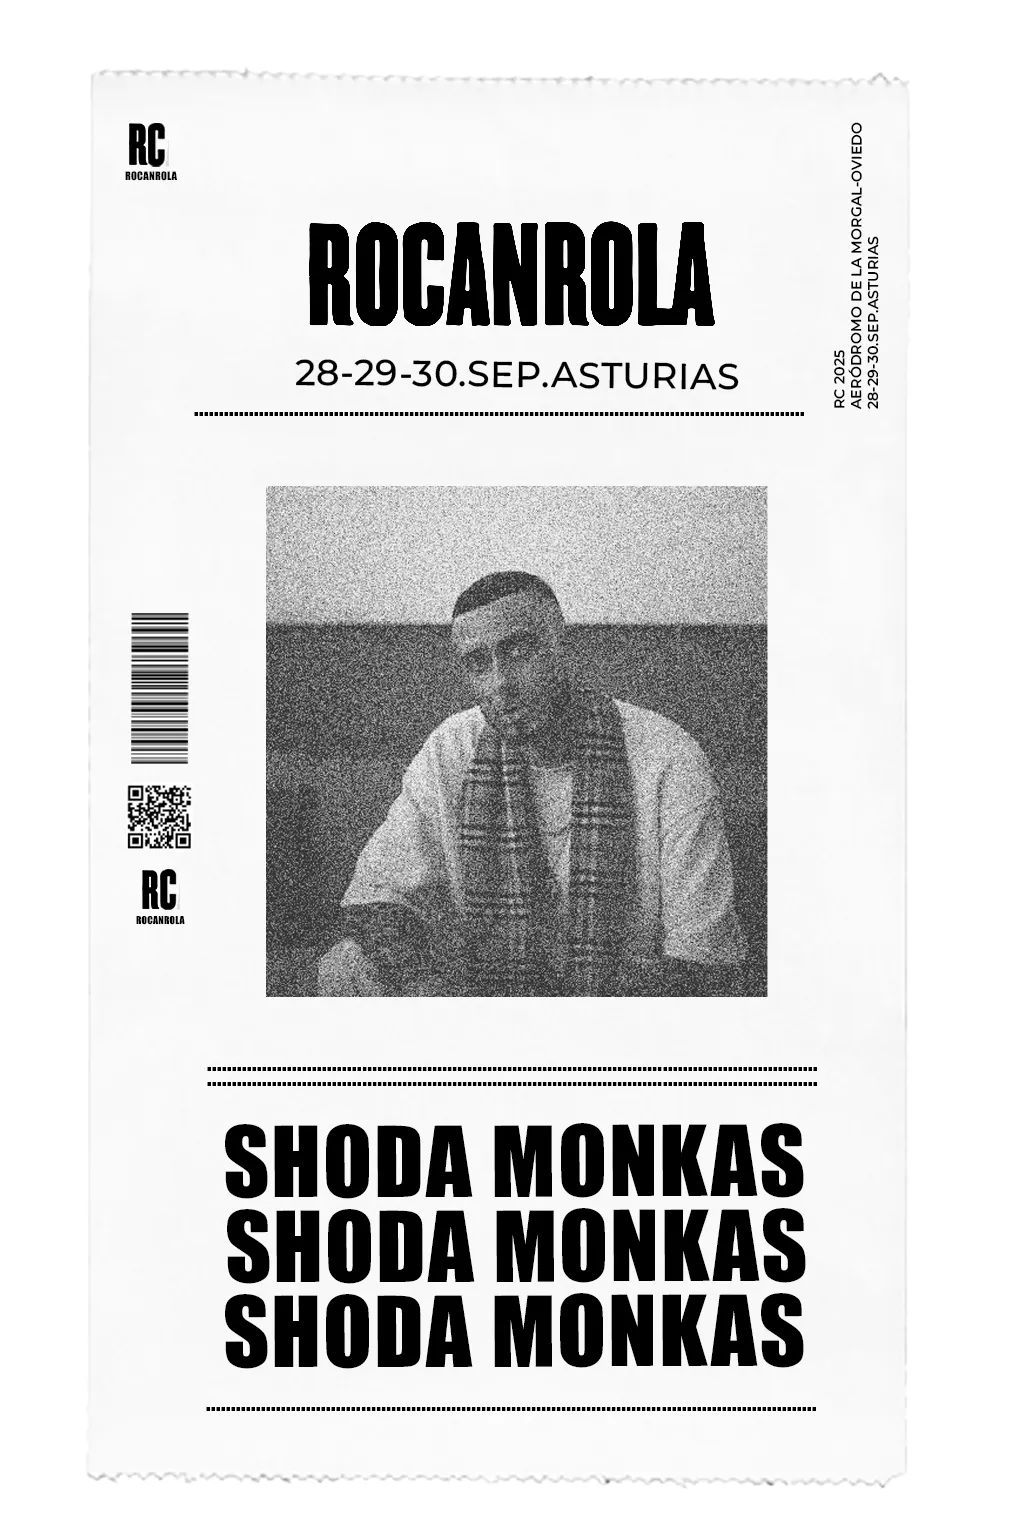 RC
ROCANROLA
ROCANROLA
28-29-30.SEP.ASTURIAS
RC 2025
AERÓDROMO DE LA MORGAL-OVIEDO
28-29-30.SEP.ASTURIAS
RC
ROCANROLA
SHODA MONKAS
SHODA MONKAS
SHODA MONKAS